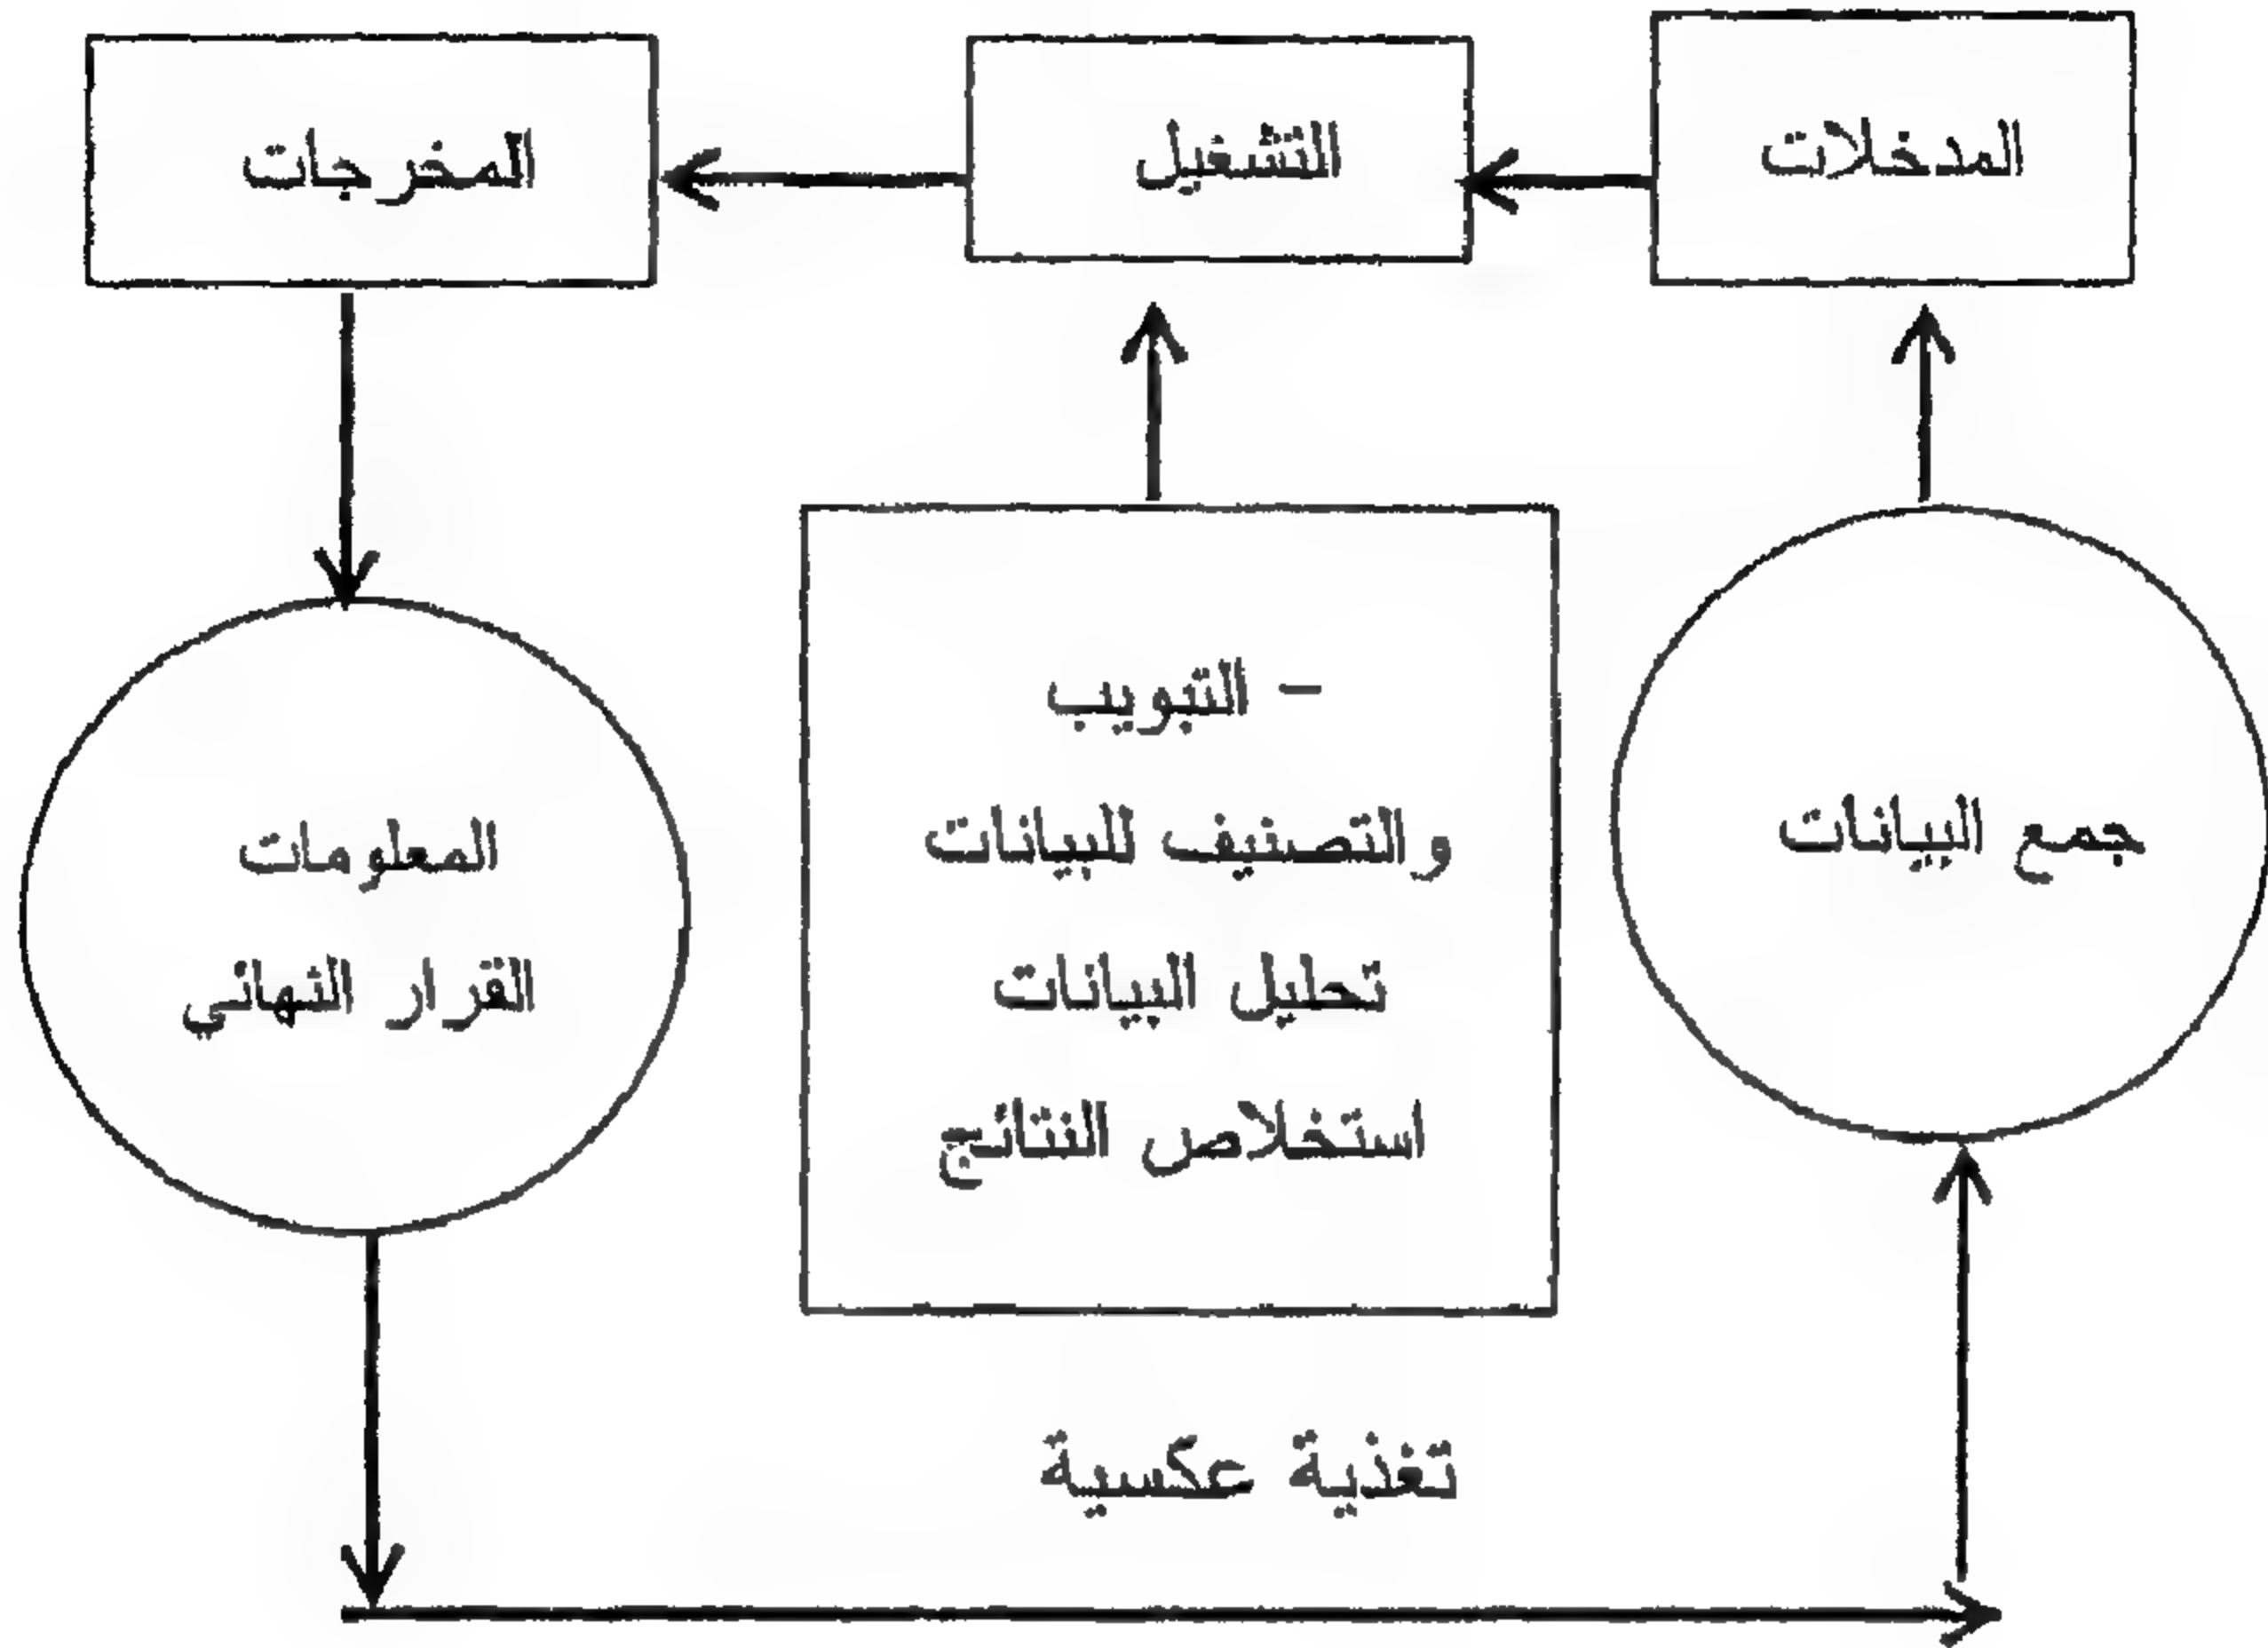 المدخلات
التشغيل
المخرجات
جمع البيانات
- التبويب
والتصنيف للبيانات
تحليل البيانات
استخلاص النتائج
المعلومات
القرار النهائي
تغذية عكسية